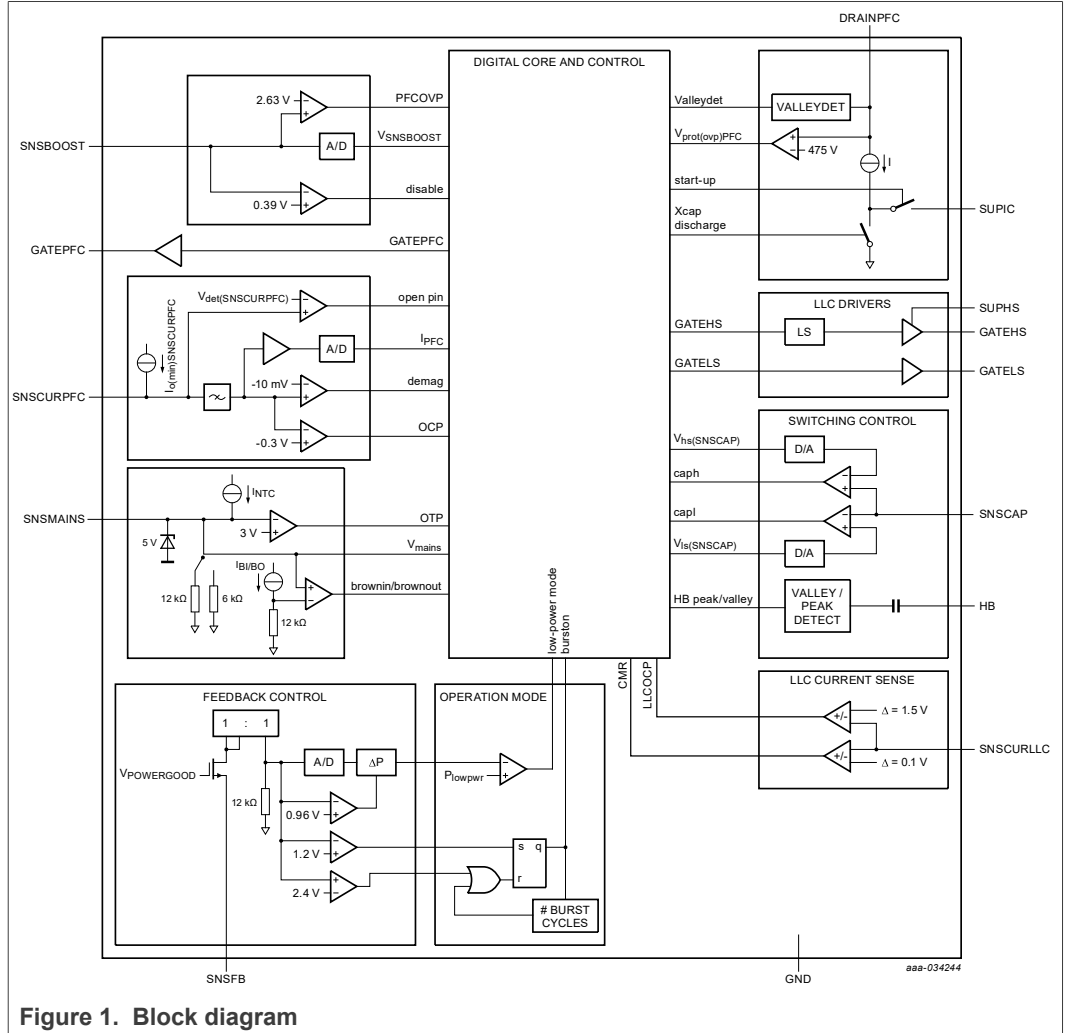 DRAINPFC
DIGITAL CORE AND CONTROL
2.63 V
PFCOVP
SNSBOOST
A/D
VSNSBOOST
0.39 V
disable
Valleydet
VALLEYDET
Vprot(ovp)PFC
475 V
I
start-up
Xcap
discharge
SUPIC
GATEPFC
GATEPFC
Vdet(SNSCURPFC)
open pin
Io(min)SNSCURPFC
A/D
IPFC
-10 mV
demag
SNSCURPFC
-0.3 V
OCP
LLC DRIVERS
SUPHS
GATEHS
LS
GATEHS
GATELS
GATELS
SWITCHING CONTROL
Vhs(SNSCAP)
D/A
caph
capl
SNSCAP
Vls(SNSCAP)
D/A
HB peak/valley
VALLEY /
PEAK
DETECT
HB
INTC
SNSMAINS
3 V
OTP
5 V
Vmains
IBI/BO
brownin/brownout
12 kΩ
6 kΩ
12 kΩ
low-power mode
burston
CMR
LLCOCP
LLC CURRENT SENSE
+/-
Δ = 1.5 V
SNSCURLLC
+/-
Δ = 0.1 V
FEEDBACK CONTROL
1 : 1
VPOWERGOOD
A/D
ΔP
12 kΩ
0.96 V
1.2 V
2.4 V
OPERATION MODE
Plowpwr
s q
r
# BURST
CYCLES
SNSFB
GND
aaa-034244
Figure 1. Block diagram